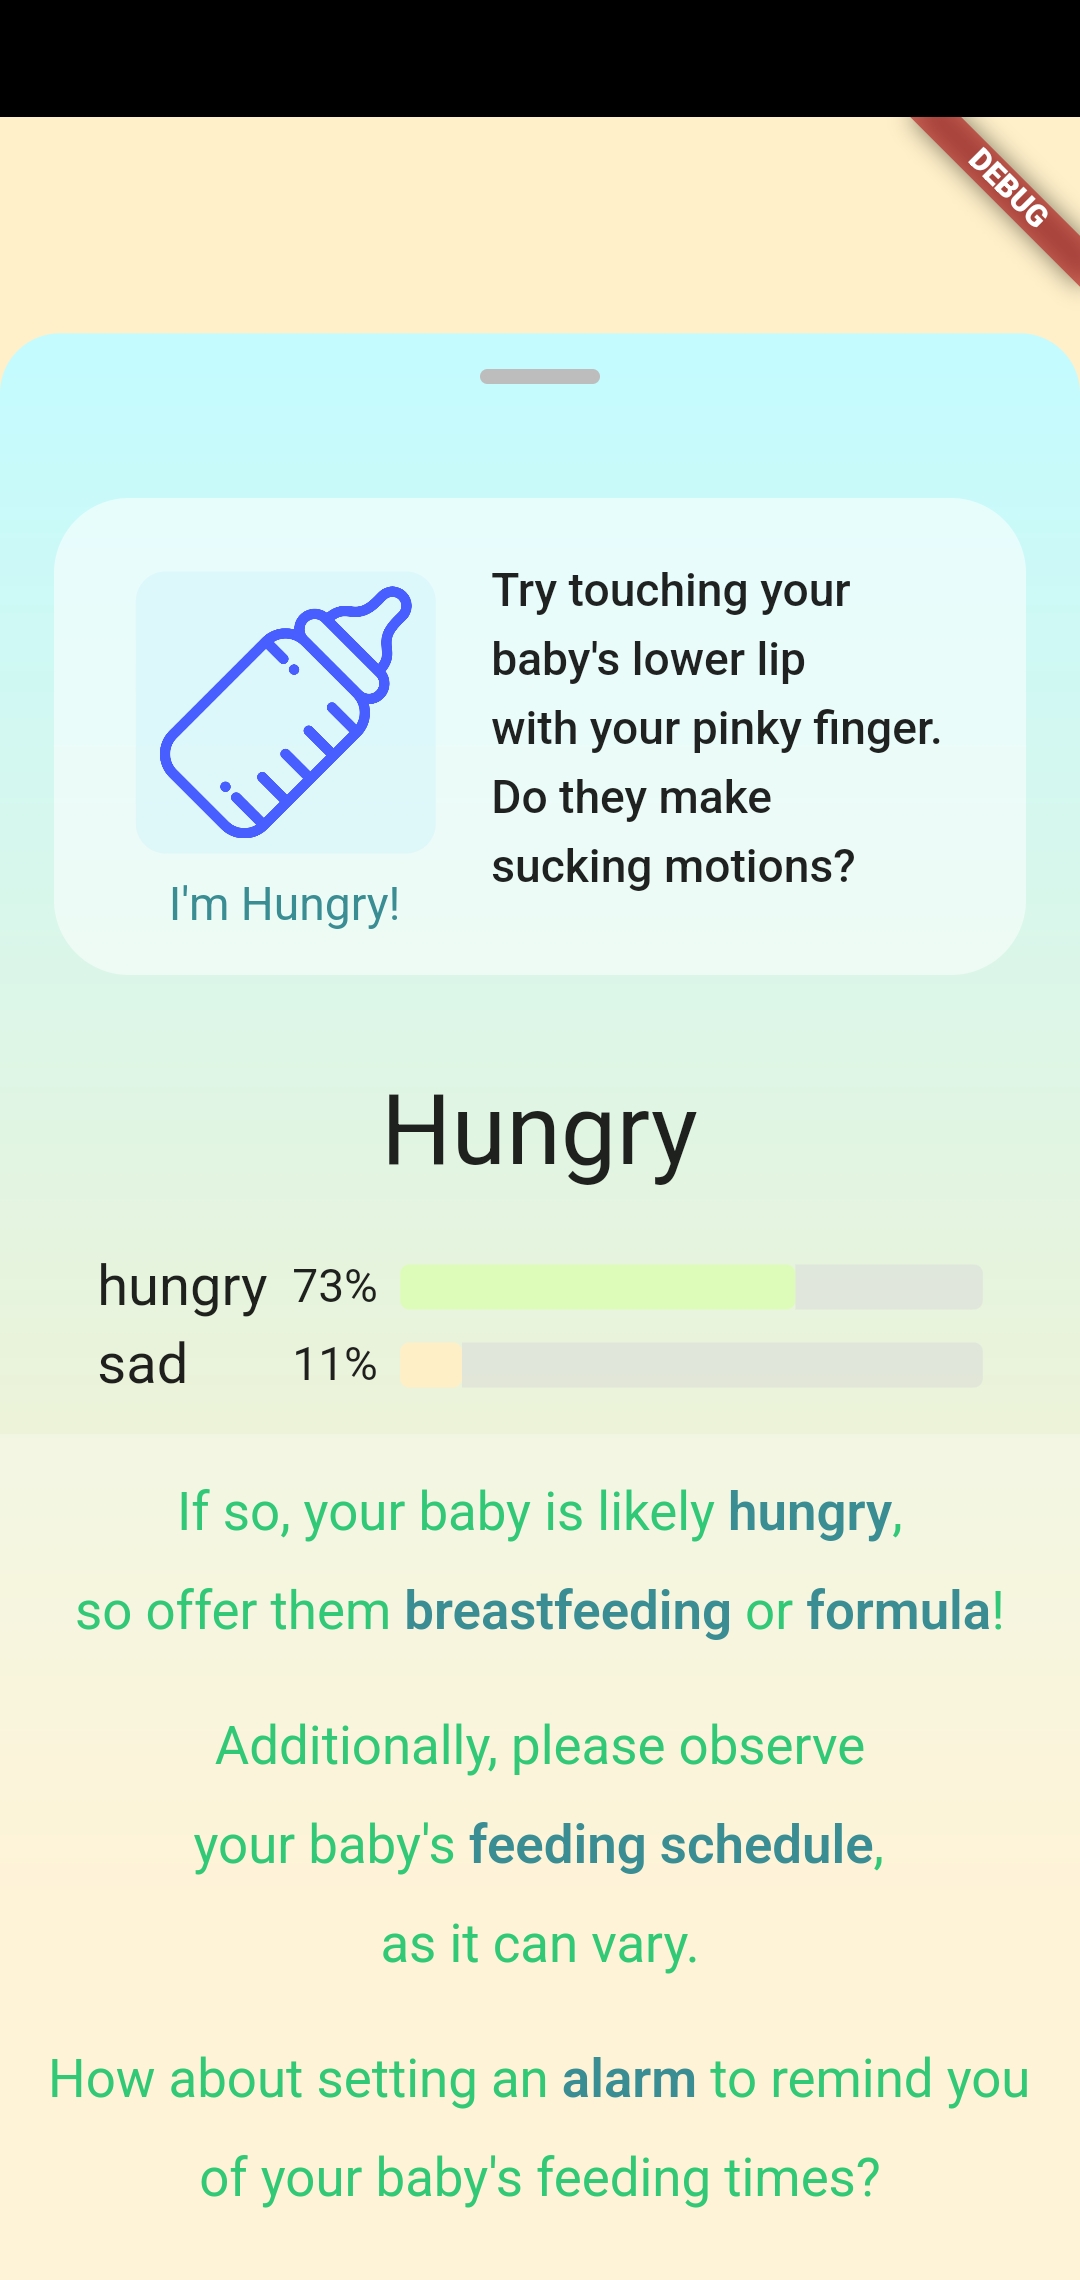 DEBUG
Try touching your
baby's lower lip
with your pinky finger.
Do they make
sucking motions?
I'm Hungry!
Hungry
hungry 73%
sad 11%
If so, your baby is likely hungry,
so offer them breastfeeding or formula!
Additionally, please observe
your baby's feeding schedule,
as it can vary.
How about setting an alarm to remind you
of your baby's feeding times?